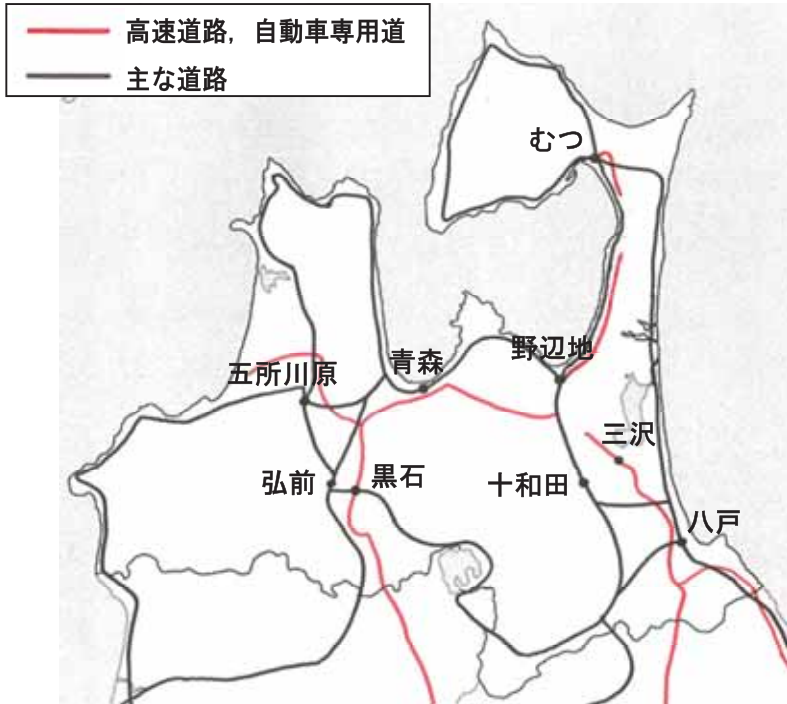 高速道路，自動車専用道
主な道路
むつ
野辺地
青森
五所川原
三沢
弘前
黒石
十和田
八戸